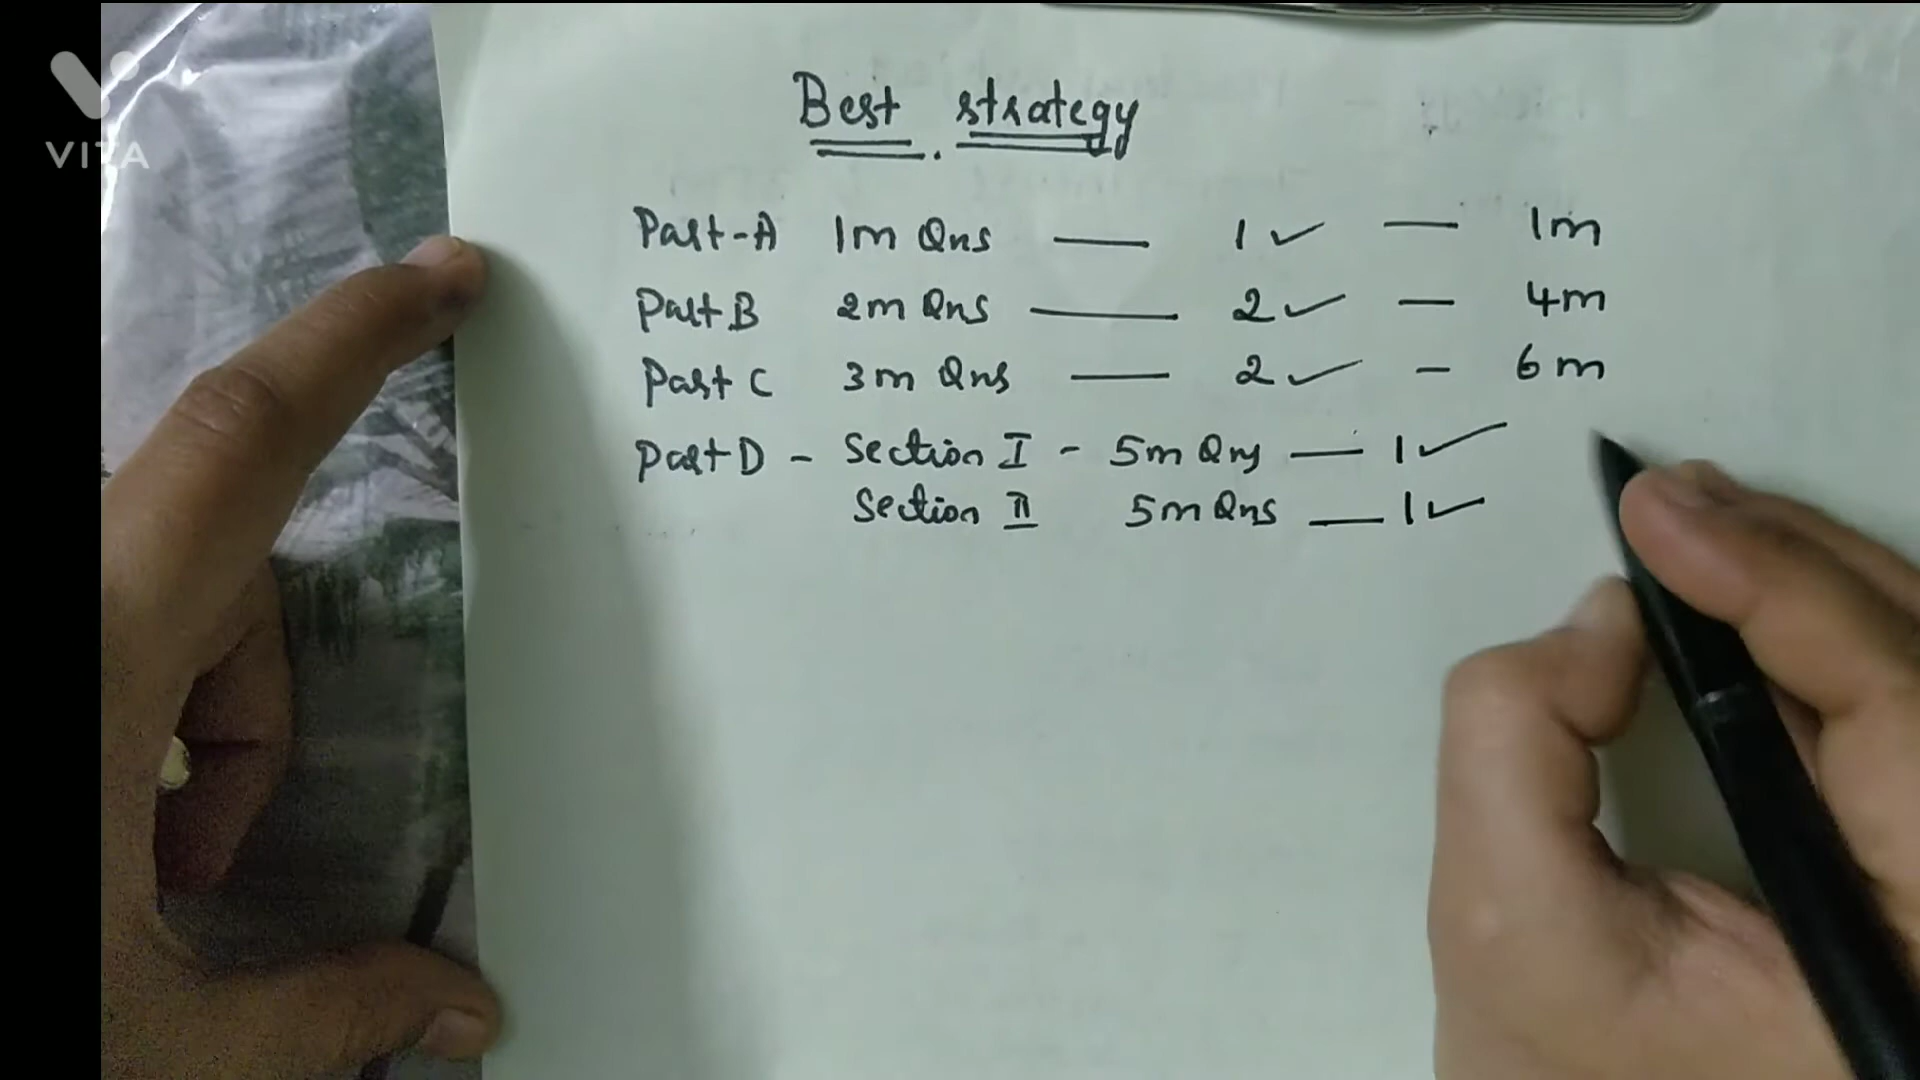 VITA
Best strategy
Part-A 1m Qns — 1 ✓ — 1m
Part B 2m Qns — 2 ✓ — 4m
Part C 3m Qns — 2 ✓ - 6m
Part D - Section I - 5m Qns — 1 ✓
Section II 5m Qns — 1 ✓